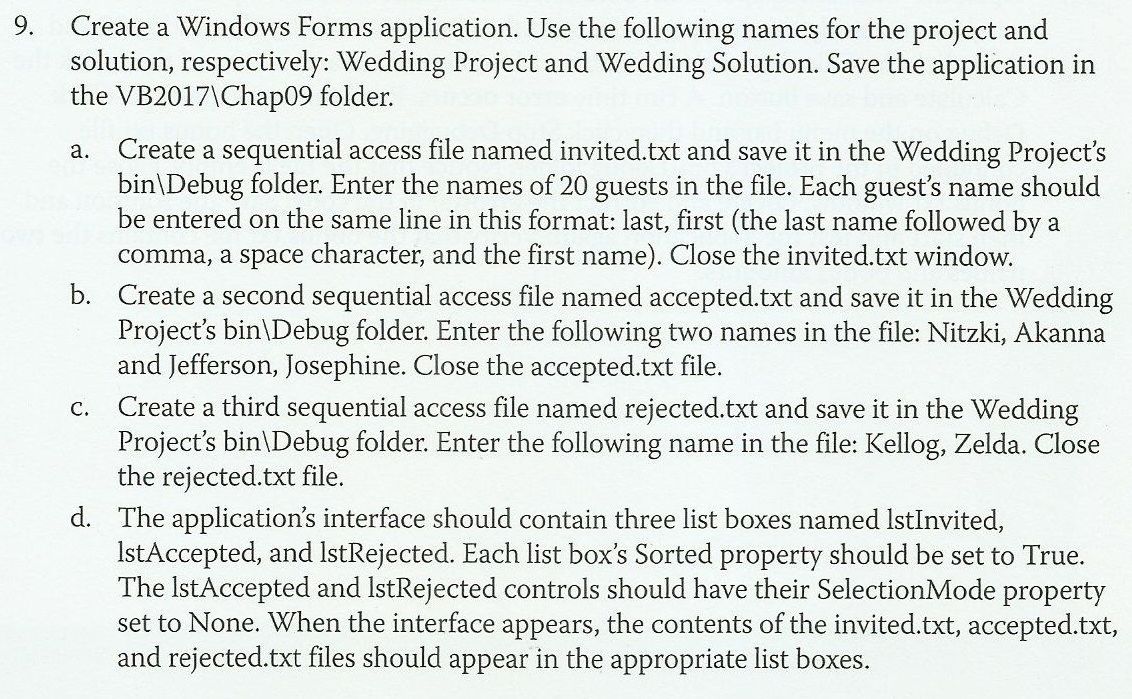 9. Create a Windows Forms application. Use the following names for the project and
solution, respectively: Wedding Project and Wedding Solution. Save the application in
the VB2017\Chap09 folder.
a. Create a sequential access file named invited.txt and save it in the Wedding Project's
bin\Debug folder. Enter the names of 20 guests in the file. Each guest's name should
be entered on the same line in this format: last, first (the last name followed by a
comma, a space character, and the first name). Close the invited.txt window.
b. Create a second sequential access file named accepted.txt and save it in the Wedding
Project's bin\Debug folder. Enter the following two names in the file: Nitzki, Akanna
and Jefferson, Josephine. Close the accepted.txt file.
c. Create a third sequential access file named rejected.txt and save it in the Wedding
Project's bin\Debug folder. Enter the following name in the file: Kellog, Zelda. Close
the rejected.txt file.
d. The application's interface should contain three list boxes named lstInvited,
lstAccepted, and lstRejected. Each list box's Sorted property should be set to True.
The lstAccepted and lstRejected controls should have their SelectionMode property
set to None. When the interface appears, the contents of the invited.txt, accepted.txt,
and rejected.txt files should appear in the appropriate list boxes.